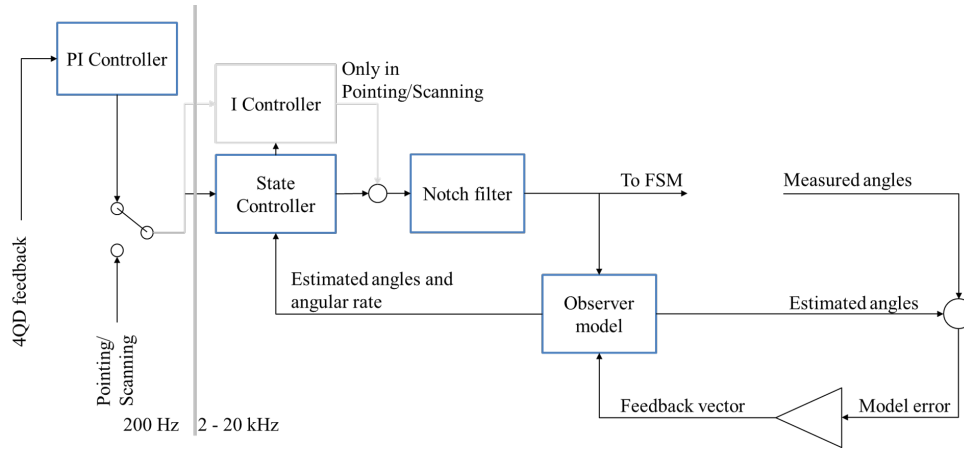 PI Controller
Only in
Pointing/Scanning
I Controller
State
Controller
Notch filter
To FSM
Measured angles
4QD feedback
Estimated angles and
angular rate
Observer
model
Estimated angles
Pointing/
Scanning
Feedback vector
Model error
200 Hz
2 - 20 kHz